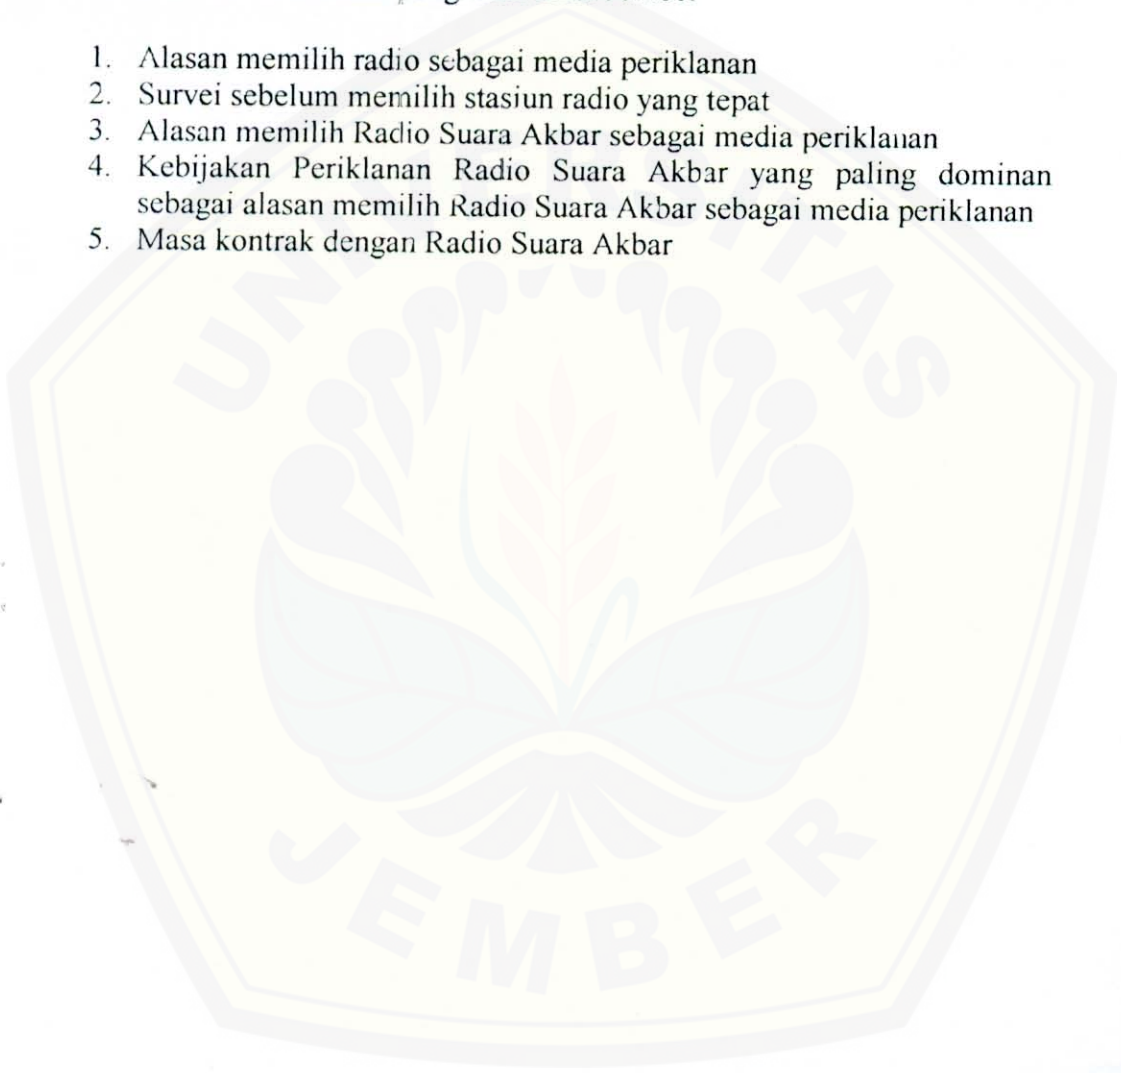 1. Alasan memilih radio sebagai media periklanan
2. Survei sebelum memilih stasiun radio yang tepat
3. Alasan memilih Radio Suara Akbar sebagai media periklanan
4. Kebijakan Periklanan Radio Suara Akbar yang paling dominan
sebagai alasan memilih Radio Suara Akbar sebagai media periklanan
5. Masa kontrak dengan Radio Suara Akbar
UNIVERSITAS
JEMBER